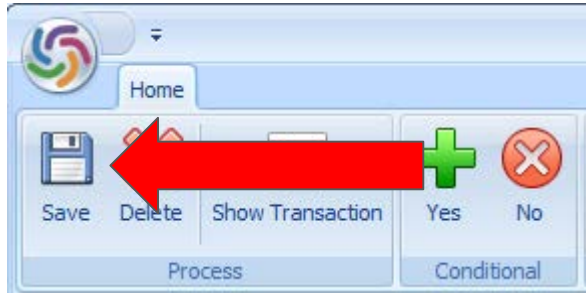 Home
Save Delete Show Transaction Yes No
Process Conditional